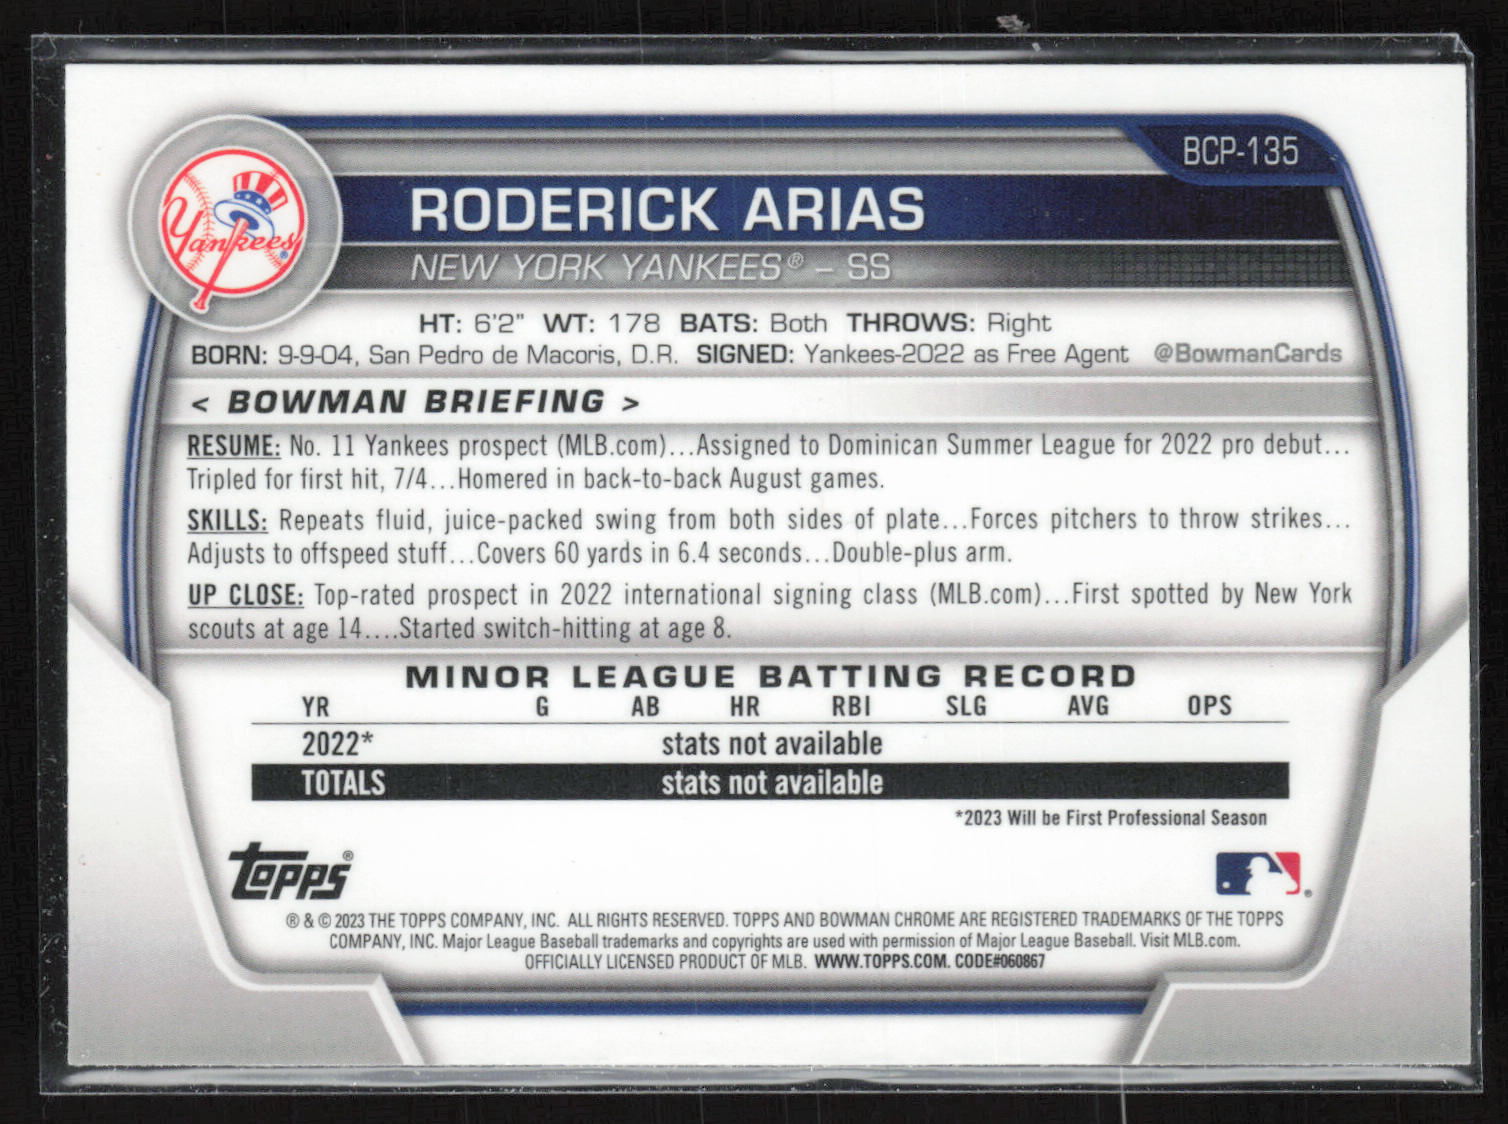 BCP-135
Yankees
RODERICK ARIAS
NEW YORK YANKEES® – SS
HT: 6'2" WT: 178 BATS: Both THROWS: Right
BORN: 9-9-04, San Pedro de Macoris, D.R. SIGNED: Yankees-2022 as Free Agent @BowmanCards
< BOWMAN BRIEFING >
RESUME: No. 11 Yankees prospect (MLB.com)...Assigned to Dominican Summer League for 2022 pro debut...
Tripled for first hit, 7/4...Homered in back-to-back August games.
SKILLS: Repeats fluid, juice-packed swing from both sides of plate...Forces pitchers to throw strikes...
Adjusts to offspeed stuff...Covers 60 yards in 6.4 seconds...Double-plus arm.
UP CLOSE: Top-rated prospect in 2022 international signing class (MLB.com)...First spotted by New York
scouts at age 14....Started switch-hitting at age 8.
MINOR LEAGUE BATTING RECORD
YR G AB HR RBI SLG AVG OPS
2022* stats not available
TOTALS stats not available
*2023 Will be First Professional Season
TOPPS®
® & © 2023 THE TOPPS COMPANY, INC. ALL RIGHTS RESERVED. TOPPS AND BOWMAN CHROME ARE REGISTERED TRADEMARKS OF THE TOPPS
COMPANY, INC. Major League Baseball trademarks and copyrights are used with permission of Major League Baseball. Visit MLB.com.
OFFICIALLY LICENSED PRODUCT OF MLB. WWW.TOPPS.COM. CODE#060867